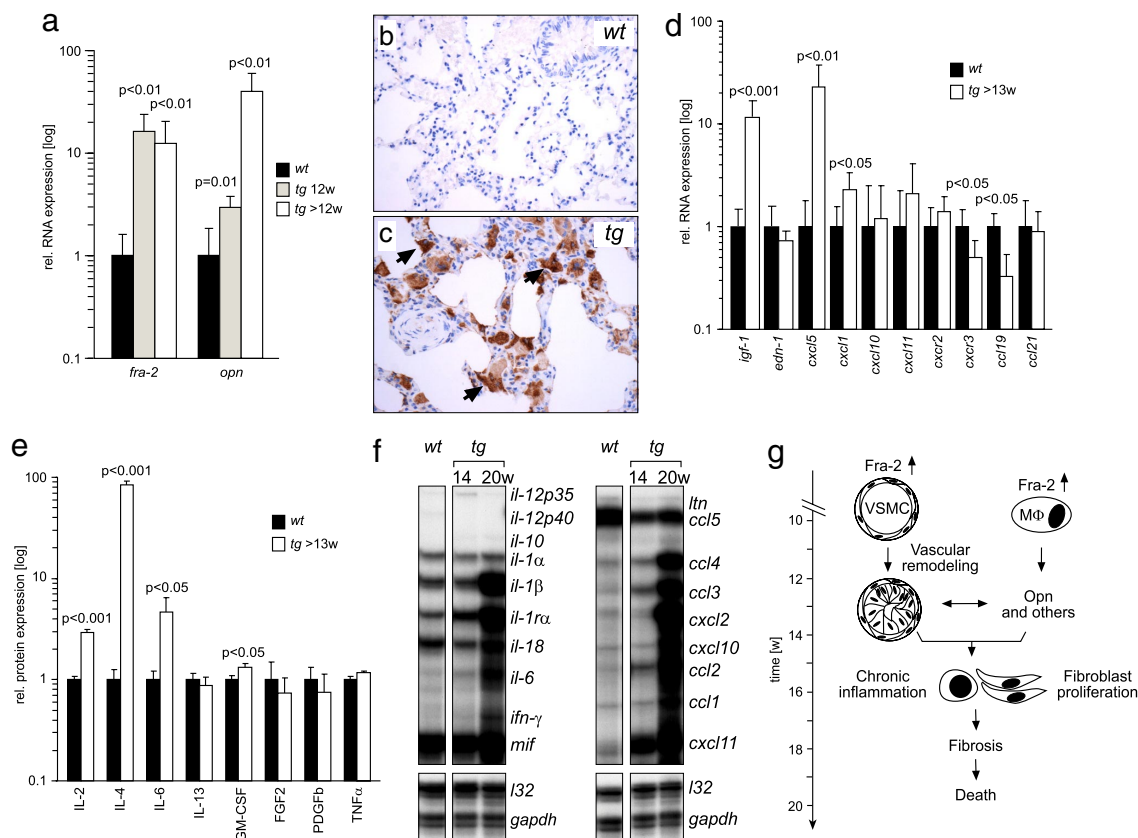 a
rel. RNA expression [log]
100
10
1
0.1
p<0.01
p<0.01
p=0.01
p<0.01
fra-2
opn
wt
tg 12w
tg >12w
b
wt
c
tg
d
rel. RNA expression [log]
100
10
1
0.1
p<0.001
p<0.01
p<0.05
p<0.05
p<0.05
wt
tg >13w
igf-1
edn-1
cxcl5
cxcl1
cxcl10
cxcl11
cxcr2
cxcr3
ccl19
ccl21
e
rel. protein expression [log]
100
10
1
0.1
p<0.001
p<0.001
p<0.05
p<0.05
wt
tg >13w
IL-2
IL-4
IL-6
IL-13
GM-CSF
FGF2
PDGFb
TNFα
f
wt
tg
14
20w
il-12p35
il-12p40
il-10
il-1α
il-1β
il-1rα
il-18
il-6
ifn-γ
mif
l32
gapdh
wt
tg
14
20w
ltn
ccl5
ccl4
ccl3
cxcl2
cxcl10
ccl2
ccl1
cxcl11
l32
gapdh
g
time [w]
10
12
14
16
18
20
Fra-2
VSMC
Fra-2
MΦ
Vascular
remodeling
Opn
and others
Chronic
inflammation
Fibroblast
proliferation
Fibrosis
Death